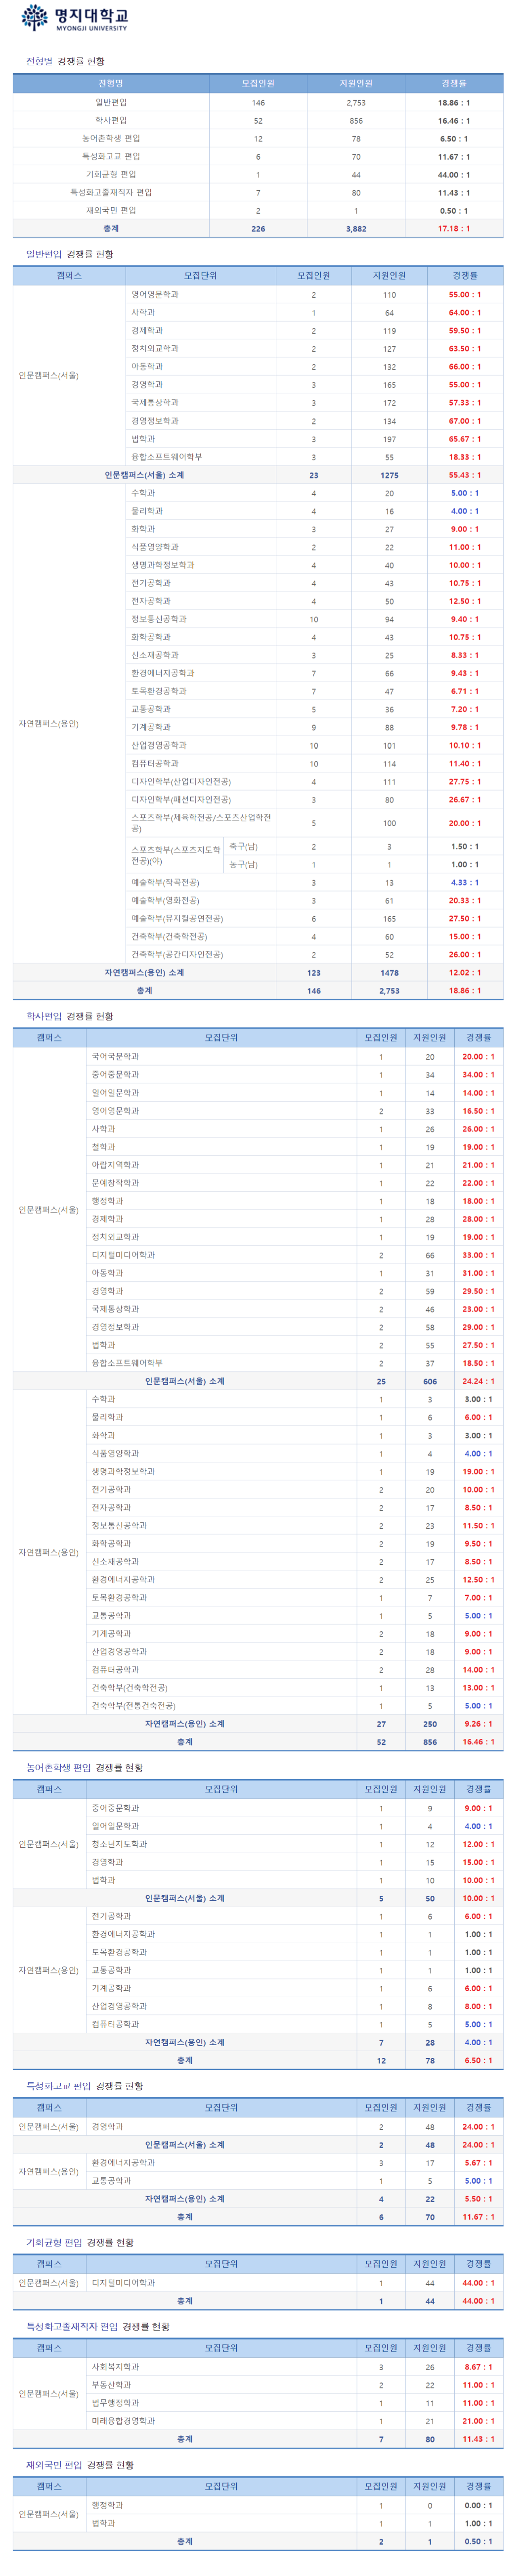 명지대학교
MYONGJI UNIVERSITY
전형별 경쟁률 현황
전형명 모집인원 지원인원 경쟁률
일반편입 146 2,753 18.86 : 1
학사편입 52 856 16.46 : 1
농어촌학생 편입 12 78 6.50 : 1
특성화고교 편입 6 70 11.67 : 1
기회균형 편입 1 44 44.00 : 1
특성화고졸재직자 편입 7 80 11.43 : 1
재외국민 편입 2 1 0.50 : 1
총계 226 3,882 17.18 : 1
일반편입 경쟁률 현황
캠퍼스 모집단위 모집인원 지원인원 경쟁률
인문캠퍼스(서울)
영어영문학과 2 110 55.00 : 1
사학과 1 64 64.00 : 1
경제학과 2 119 59.50 : 1
정치외교학과 2 127 63.50 : 1
아동학과 2 132 66.00 : 1
경영학과 3 165 55.00 : 1
국제통상학과 3 172 57.33 : 1
경영정보학과 2 134 67.00 : 1
법학과 3 197 65.67 : 1
융합소프트웨어학부 3 55 18.33 : 1
인문캠퍼스(서울) 소계 23 1275 55.43 : 1
자연캠퍼스(용인)
수학과 4 20 5.00 : 1
물리학과 4 16 4.00 : 1
화학과 3 27 9.00 : 1
식품영양학과 2 22 11.00 : 1
생명과학정보학과 4 40 10.00 : 1
전기공학과 4 43 10.75 : 1
전자공학과 4 50 12.50 : 1
정보통신공학과 10 94 9.40 : 1
화학공학과 4 43 10.75 : 1
신소재공학과 3 25 8.33 : 1
환경에너지공학과 7 66 9.43 : 1
토목환경공학과 7 47 6.71 : 1
교통공학과 5 36 7.20 : 1
기계공학과 9 88 9.78 : 1
산업경영공학과 10 101 10.10 : 1
컴퓨터공학과 10 114 11.40 : 1
디자인학부(산업디자인전공) 4 111 27.75 : 1
디자인학부(패션디자인전공) 3 80 26.67 : 1
스포츠학부(체육학전공/스포츠산업학전
공) 5 100 20.00 : 1
스포츠학부(스포츠지도학
전공)(야)
축구(남) 2 3 1.50 : 1
농구(남) 1 1 1.00 : 1
예술학부(작곡전공) 3 13 4.33 : 1
예술학부(영화전공) 3 61 20.33 : 1
예술학부(뮤지컬공연전공) 6 165 27.50 : 1
건축학부(건축학전공) 4 60 15.00 : 1
건축학부(공간디자인전공) 2 52 26.00 : 1
자연캠퍼스(용인) 소계 123 1478 12.02 : 1
총계 146 2,753 18.86 : 1
학사편입 경쟁률 현황
캠퍼스 모집단위 모집인원 지원인원 경쟁률
인문캠퍼스(서울)
국어국문학과 1 20 20.00 : 1
중어중문학과 1 34 34.00 : 1
일어일문학과 1 14 14.00 : 1
영어영문학과 2 33 16.50 : 1
사학과 1 26 26.00 : 1
철학과 1 19 19.00 : 1
아랍지역학과 1 21 21.00 : 1
문예창작학과 1 22 22.00 : 1
행정학과 1 18 18.00 : 1
경제학과 1 28 28.00 : 1
정치외교학과 1 19 19.00 : 1
디지털미디어학과 2 66 33.00 : 1
아동학과 1 31 31.00 : 1
경영학과 2 59 29.50 : 1
국제통상학과 2 46 23.00 : 1
경영정보학과 2 58 29.00 : 1
법학과 2 55 27.50 : 1
융합소프트웨어학부 2 37 18.50 : 1
인문캠퍼스(서울) 소계 25 606 24.24 : 1
자연캠퍼스(용인)
수학과 1 3 3.00 : 1
물리학과 1 6 6.00 : 1
화학과 1 3 3.00 : 1
식품영양학과 1 4 4.00 : 1
생명과학정보학과 1 19 19.00 : 1
전기공학과 2 20 10.00 : 1
전자공학과 2 17 8.50 : 1
정보통신공학과 2 23 11.50 : 1
화학공학과 2 19 9.50 : 1
신소재공학과 2 17 8.50 : 1
환경에너지공학과 2 25 12.50 : 1
토목환경공학과 1 7 7.00 : 1
교통공학과 1 5 5.00 : 1
기계공학과 2 18 9.00 : 1
산업경영공학과 2 18 9.00 : 1
컴퓨터공학과 2 28 14.00 : 1
건축학부(건축학전공) 1 13 13.00 : 1
건축학부(전통건축전공) 1 5 5.00 : 1
자연캠퍼스(용인) 소계 27 250 9.26 : 1
총계 52 856 16.46 : 1
농어촌학생 편입 경쟁률 현황
캠퍼스 모집단위 모집인원 지원인원 경쟁률
인문캠퍼스(서울)
중어중문학과 1 9 9.00 : 1
일어일문학과 1 4 4.00 : 1
청소년지도학과 1 12 12.00 : 1
경영학과 1 15 15.00 : 1
법학과 1 10 10.00 : 1
인문캠퍼스(서울) 소계 5 50 10.00 : 1
자연캠퍼스(용인)
전기공학과 1 6 6.00 : 1
환경에너지공학과 1 1 1.00 : 1
토목환경공학과 1 1 1.00 : 1
교통공학과 1 1 1.00 : 1
기계공학과 1 6 6.00 : 1
산업경영공학과 1 8 8.00 : 1
컴퓨터공학과 1 5 5.00 : 1
자연캠퍼스(용인) 소계 7 28 4.00 : 1
총계 12 78 6.50 : 1
특성화고교 편입 경쟁률 현황
캠퍼스 모집단위 모집인원 지원인원 경쟁률
인문캠퍼스(서울) 경영학과 2 48 24.00 : 1
인문캠퍼스(서울) 소계 2 48 24.00 : 1
자연캠퍼스(용인)
환경에너지공학과 3 17 5.67 : 1
교통공학과 1 5 5.00 : 1
자연캠퍼스(용인) 소계 4 22 5.50 : 1
총계 6 70 11.67 : 1
기회균형 편입 경쟁률 현황
캠퍼스 모집단위 모집인원 지원인원 경쟁률
인문캠퍼스(서울) 디지털미디어학과 1 44 44.00 : 1
총계 1 44 44.00 : 1
특성화고졸재직자 편입 경쟁률 현황
캠퍼스 모집단위 모집인원 지원인원 경쟁률
인문캠퍼스(서울)
사회복지학과 3 26 8.67 : 1
부동산학과 2 22 11.00 : 1
법무행정학과 1 11 11.00 : 1
미래융합경영학과 1 21 21.00 : 1
총계 7 80 11.43 : 1
재외국민 편입 경쟁률 현황
캠퍼스 모집단위 모집인원 지원인원 경쟁률
인문캠퍼스(서울)
행정학과 1 0 0.00 : 1
법학과 1 1 1.00 : 1
총계 2 1 0.50 : 1